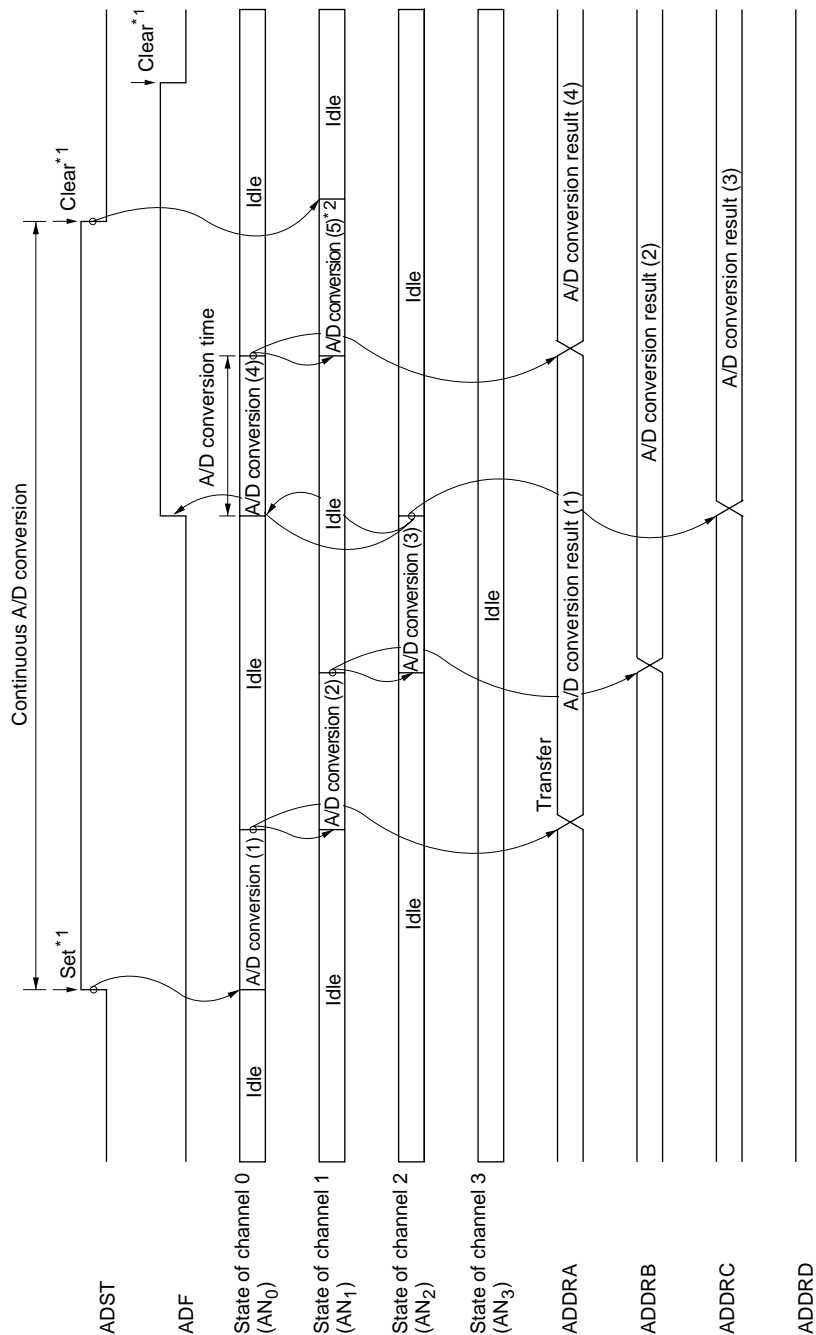 Continuous A/D conversion
Set*1
Clear*1
ADST
Clear*1
ADF
A/D conversion time
State of channel 0
(AN0)
Idle
A/D conversion (1)
Idle
A/D conversion (4)
Idle
State of channel 1
(AN1)
Idle
A/D conversion (2)
Idle
A/D conversion (5)*2
Idle
State of channel 2
(AN2)
Idle
A/D conversion (3)
Idle
State of channel 3
(AN3)
Idle
Transfer
ADDRA
A/D conversion result (1)
A/D conversion result (4)
ADDRB
A/D conversion result (2)
ADDRC
A/D conversion result (3)
ADDRD